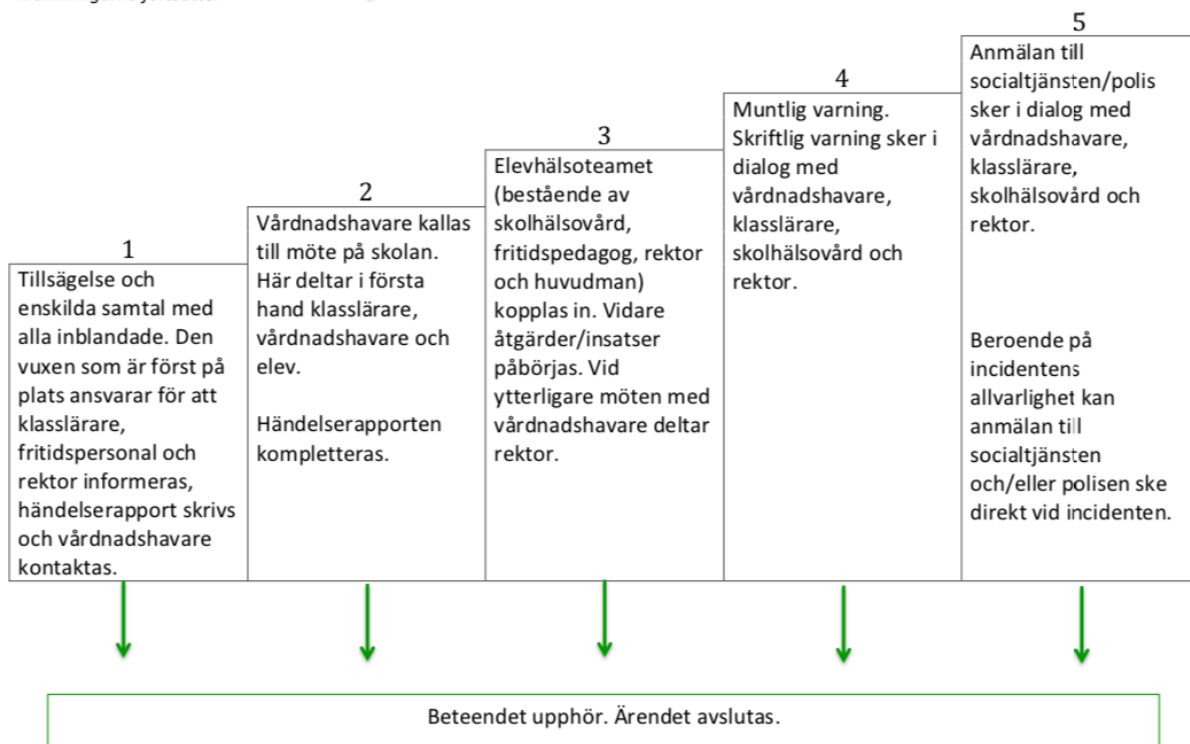 1
Tillsägelse och
enskilda samtal med
alla inblandade. Den
vuxen som är först på
plats ansvarar för att
klasslärare,
fritidspersonal och
rektor informeras,
händelserapport skrivs
och vårdnadshavare
kontaktas.
2
Vårdnadshavare kallas
till möte på skolan.
Här deltar i första
hand klasslärare,
vårdnadshavare och
elev.
Händelserapporten
kompletteras.
3
Elevhälsoteamet
(bestående av
skolhälsovård,
fritidspedagog, rektor
och huvudman)
kopplas in. Vidare
åtgärder/insatser
påbörjas. Vid
ytterligare möten med
vårdnadshavare deltar
rektor.
4
Muntlig varning.
Skriftlig varning sker i
dialog med
vårdnadshavare,
klasslärare,
skolhälsovård och
rektor.
5
Anmälan till
socialtjänsten/polis
sker i dialog med
vårdnadshavare,
klasslärare,
skolhälsovård och
rektor.
Beroende på
incidentens
allvarlighet kan
anmälan till
socialtjänsten
och/eller polisen ske
direkt vid incidenten.
Beteendet upphör. Ärendet avslutas.